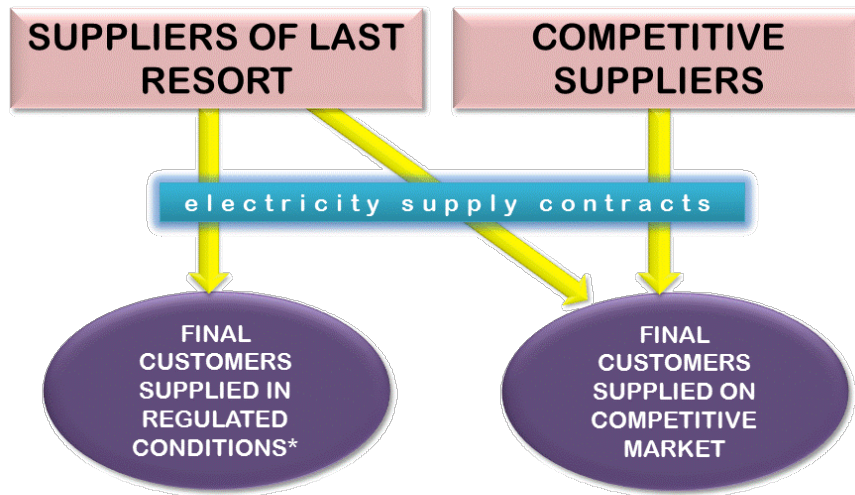 SUPPLIERS OF LAST
RESORT
COMPETITIVE
SUPPLIERS
electricity supply contracts
FINAL
CUSTOMERS
SUPPLIED IN
REGULATED
CONDITIONS*
FINAL
CUSTOMERS
SUPPLIED ON
COMPETITIVE
MARKET